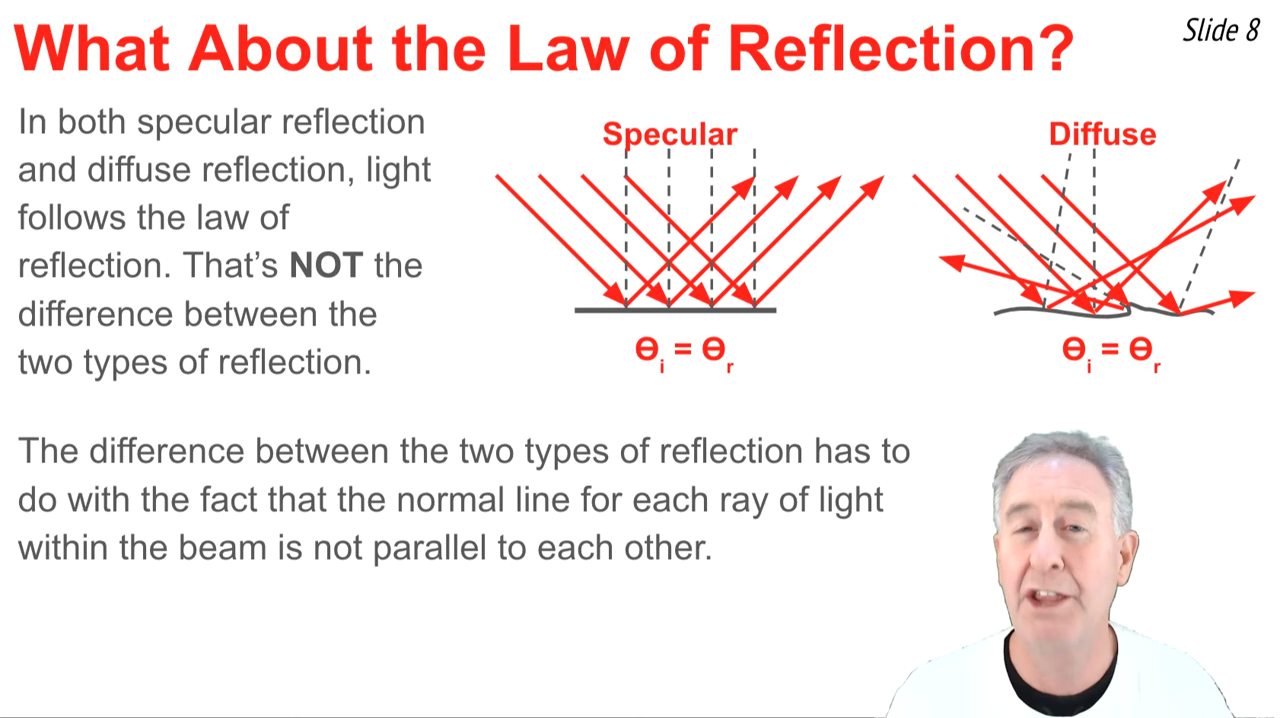 What About the Law of Reflection?
Slide 8
In both specular reflection
and diffuse reflection, light
follows the law of
reflection. That's NOT the
difference between the
two types of reflection.
Specular
Θi = Θr
Diffuse
Θi = Θr
The difference between the two types of reflection has to
do with the fact that the normal line for each ray of light
within the beam is not parallel to each other.